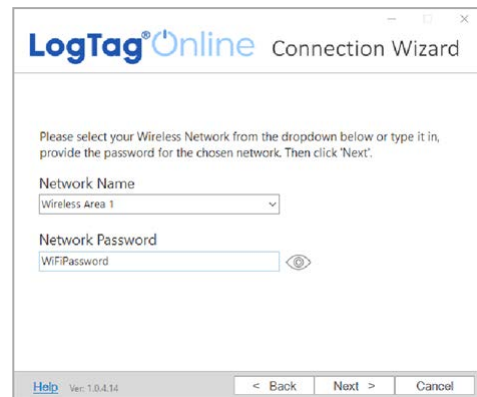 LogTag® Online Connection Wizard
Please select your Wireless Network from the dropdown below or type it in,
provide the password for the chosen network. Then click 'Next'.
Network Name
Wireless Area 1
Network Password
WiFiPassword
Help Ver: 1.0.4.14 < Back Next > Cancel